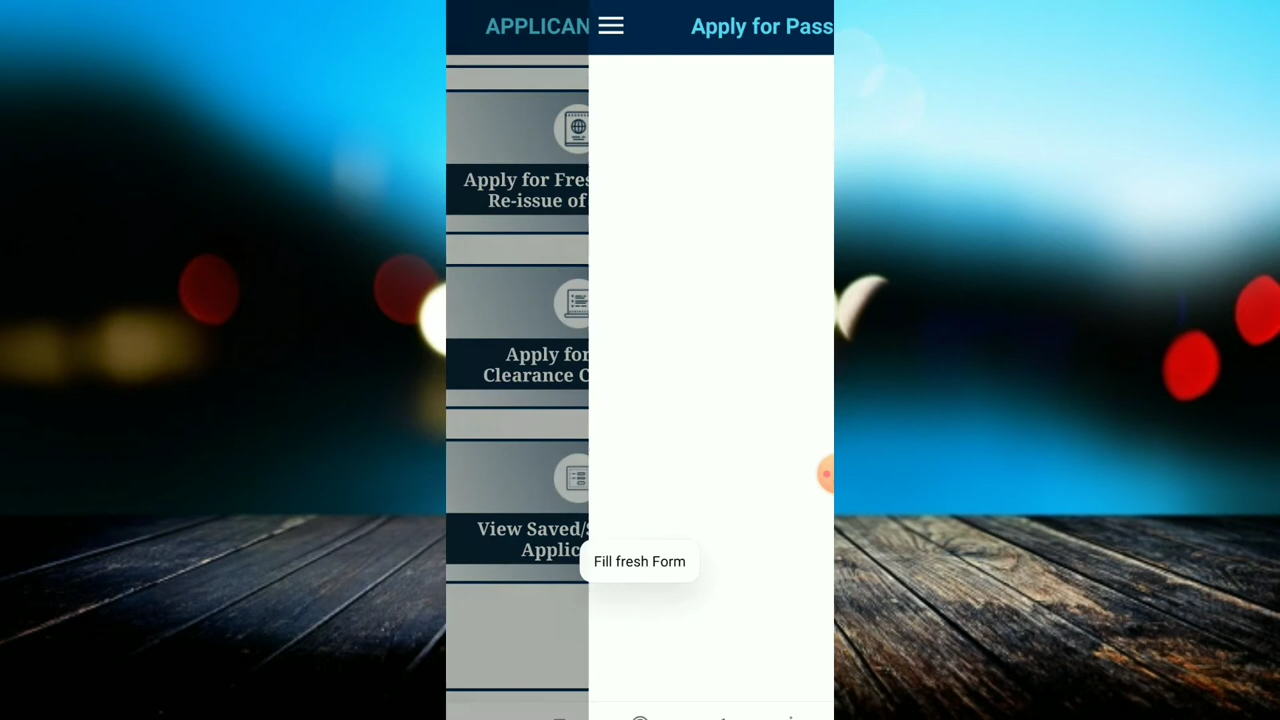 APPLICAN
Apply for Pass
Apply for Fres
Re-issue of
Apply for
Clearance C
View Saved/S
Applic
Fill fresh Form